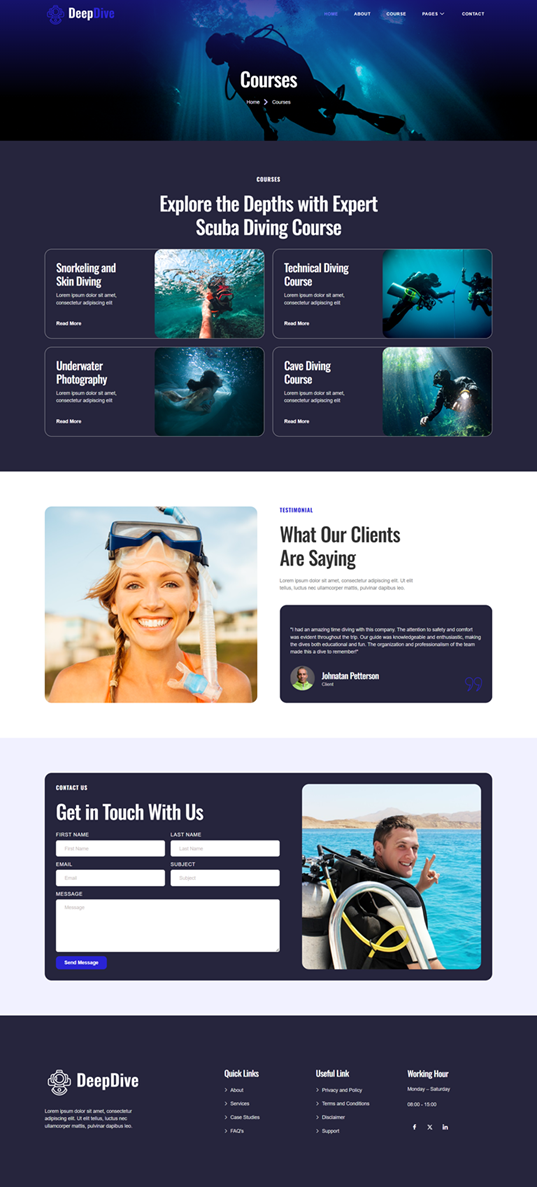 DeepDive
HOME ABOUT COURSE PAGES CONTACT
Courses
Home Courses
COURSES
Explore the Depths with Expert
Scuba Diving Course
Snorkeling and
Skin Diving
Lorem ipsum dolor sit amet,
consectetur adipiscing elit
Read More
Technical Diving
Course
Lorem ipsum dolor sit amet,
consectetur adipiscing elit
Read More
Underwater
Photography
Lorem ipsum dolor sit amet,
consectetur adipiscing elit
Read More
Cave Diving
Course
Lorem ipsum dolor sit amet,
consectetur adipiscing elit
Read More
TESTIMONIAL
What Our Clients
Are Saying
Lorem ipsum dolor sit amet, consectetur adipiscing elit. Ut elit
tellus, luctus nec ullamcorper mattis, pulvinar dapibus leo.
"I had an amazing time diving with this company. The attention to safety and comfort
was evident throughout the trip. Our guide was knowledgeable and enthusiastic, making
the dives both educational and fun. The organization and professionalism of the team
made this a dive to remember!"
Johnatan Petterson
Client
CONTACT US
Get in Touch With Us
FIRST NAME LAST NAME
First Name Last Name
EMAIL SUBJECT
Email Subject
MESSAGE
Message
Send Message
DeepDive
Lorem ipsum dolor sit amet, consectetur
adipiscing elit. Ut elit tellus, luctus nec
ullamcorper mattis, pulvinar dapibus leo.
Quick Links
About
Services
Case Studies
FAQ's
Useful Link
Privacy and Policy
Terms and Conditions
Disclaimer
Support
Working Hour
Monday – Saturday
08:00 - 15:00